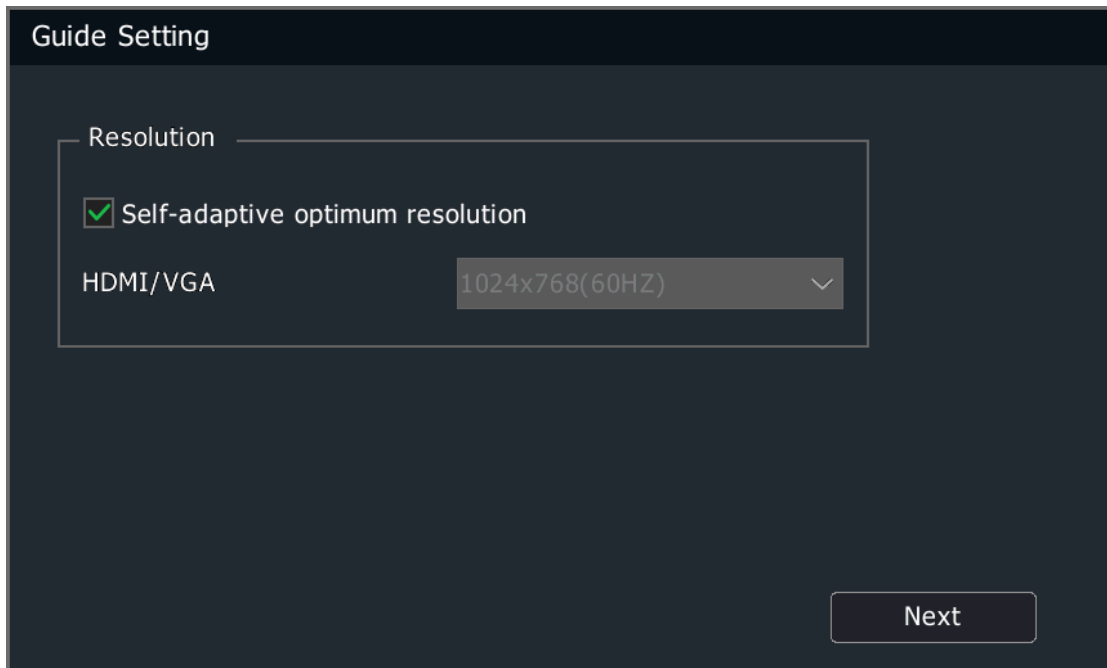 Guide Setting
Resolution
Self-adaptive optimum resolution
HDMI/VGA 1024x768(60HZ)
Next